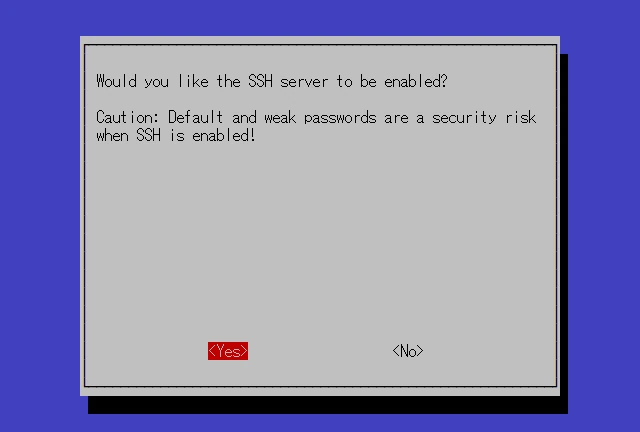 Would you like the SSH server to be enabled?
Caution: Default and weak passwords are a security risk
when SSH is enabled!
<Yes> <No>